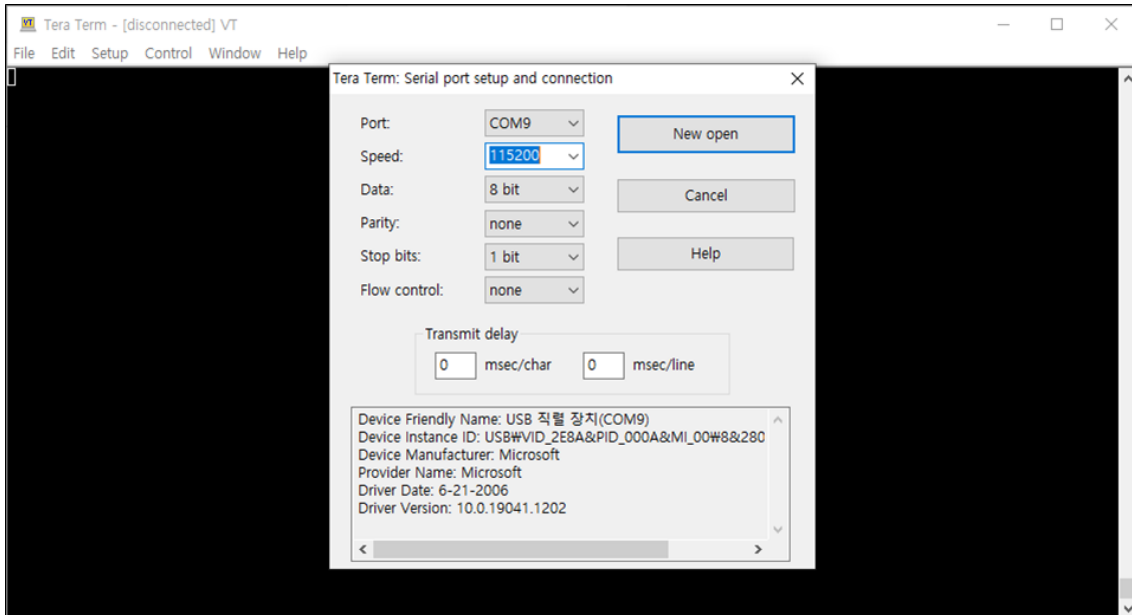 VT Tera Term - [disconnected] VT
File Edit Setup Control Window Help
Tera Term: Serial port setup and connection
Port: COM9 New open
Speed: 115200
Data: 8 bit Cancel
Parity: none
Stop bits: 1 bit Help
Flow control: none
Transmit delay
0 msec/char 0 msec/line
Device Friendly Name: USB 직렬 장치(COM9)
Device Instance ID: USB₩VID_2E8A&PID_000A&MI_00₩8&280
Device Manufacturer: Microsoft
Provider Name: Microsoft
Driver Date: 6-21-2006
Driver Version: 10.0.19041.1202